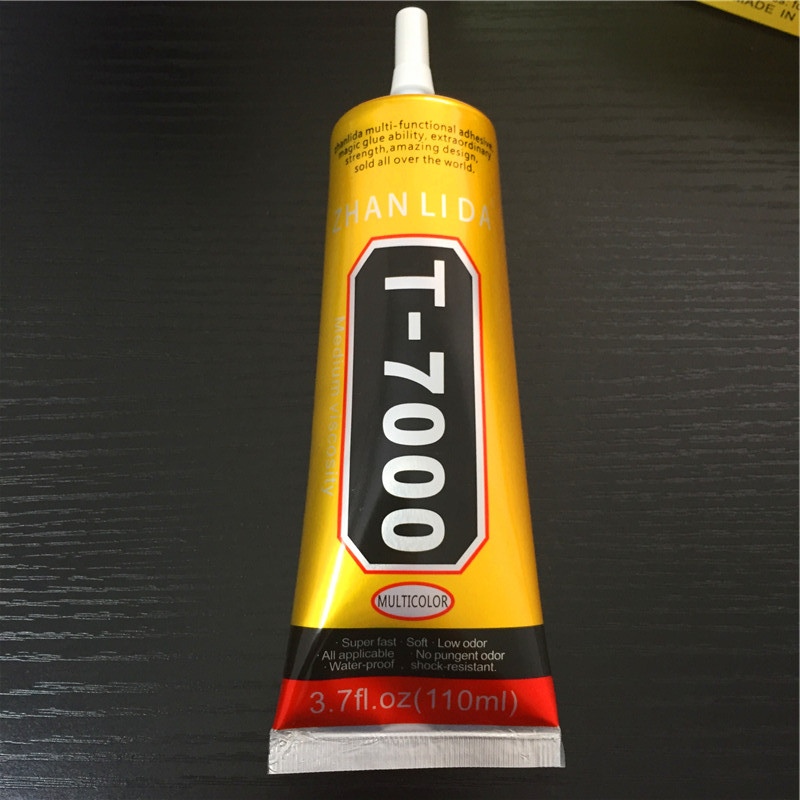 MADE IN
zhanlida multi-functional adhesive,
magic glue ability, extraordinary
strength,amazing design,
sold all over the world.
ZHANLIDA
T-7000
Medium viscosity
MULTICOLOR
· Super fast · Soft · Low odor
· All applicable No pungent odor
· Water-proof . shock-resistant.
3.7fl.oz(110ml)